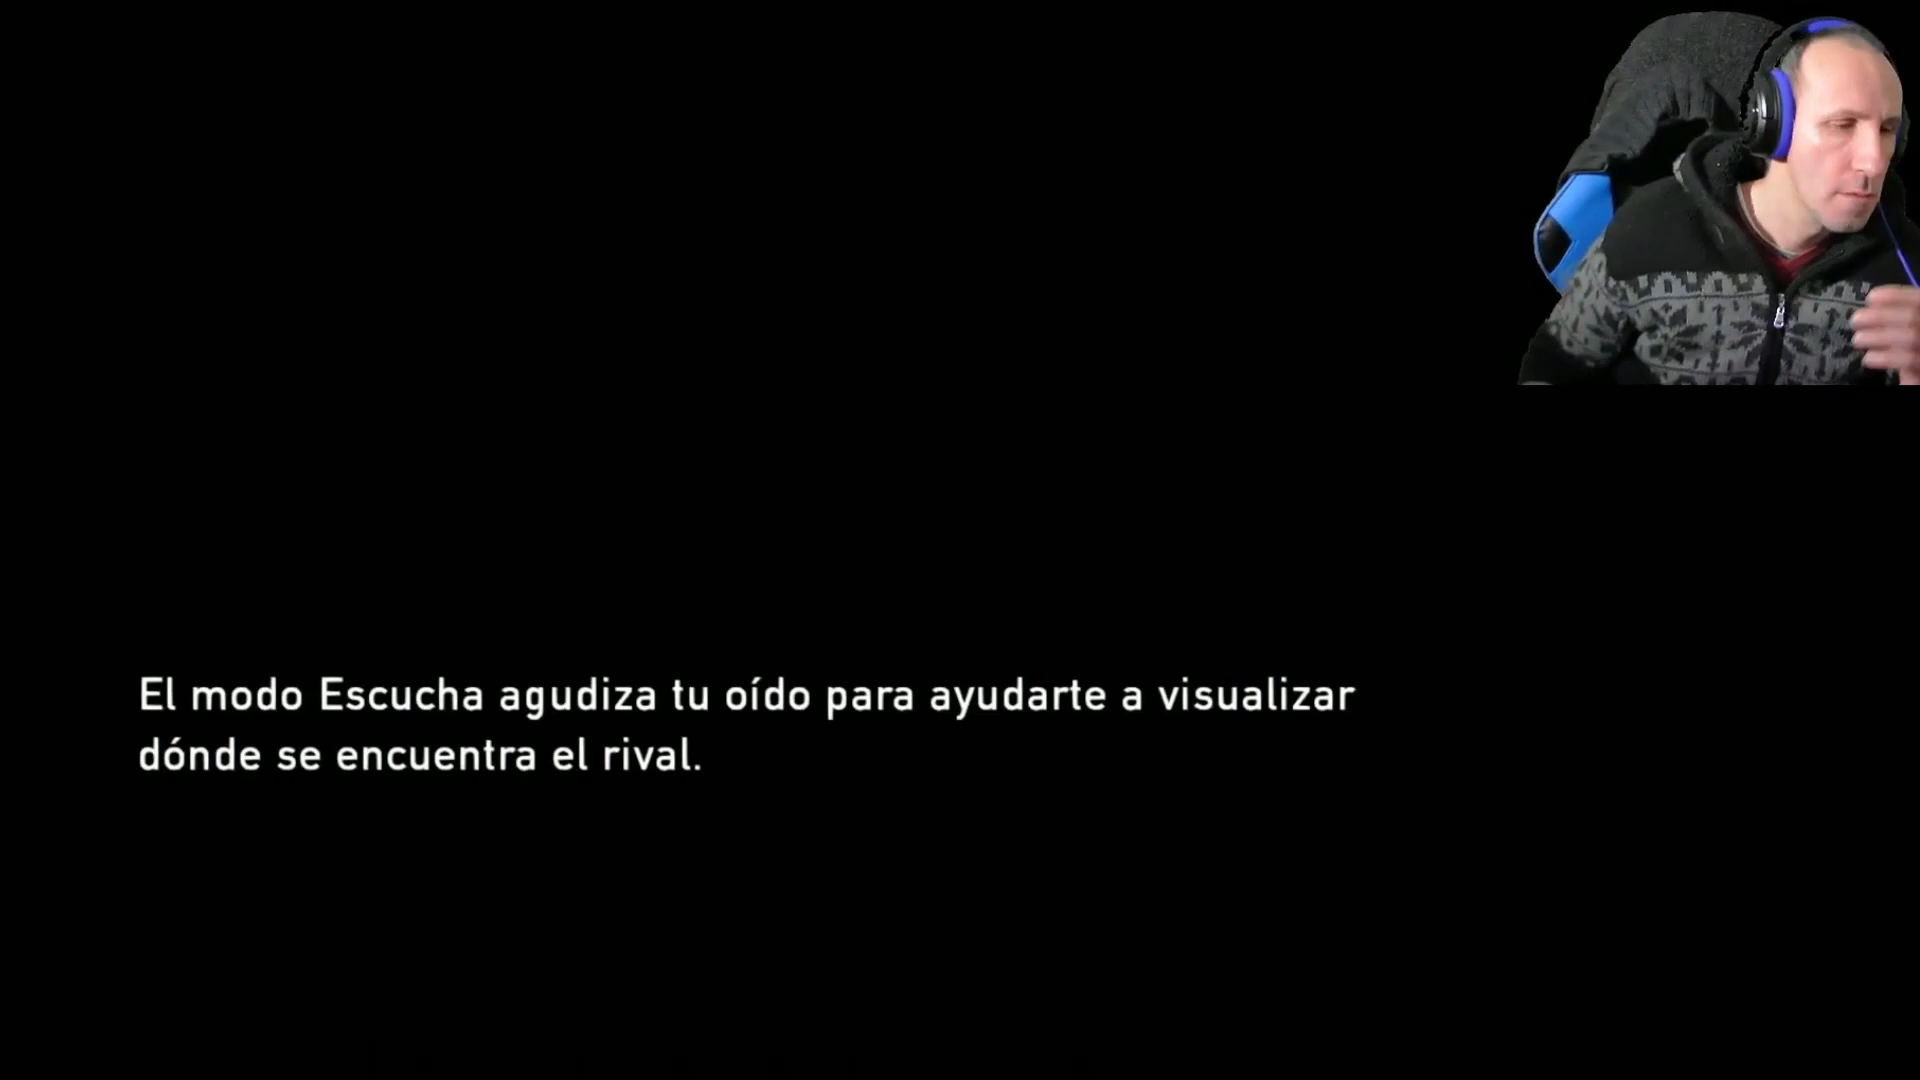 El modo Escucha agudiza tu oído para ayudarte a visualizar
dónde se encuentra el rival.